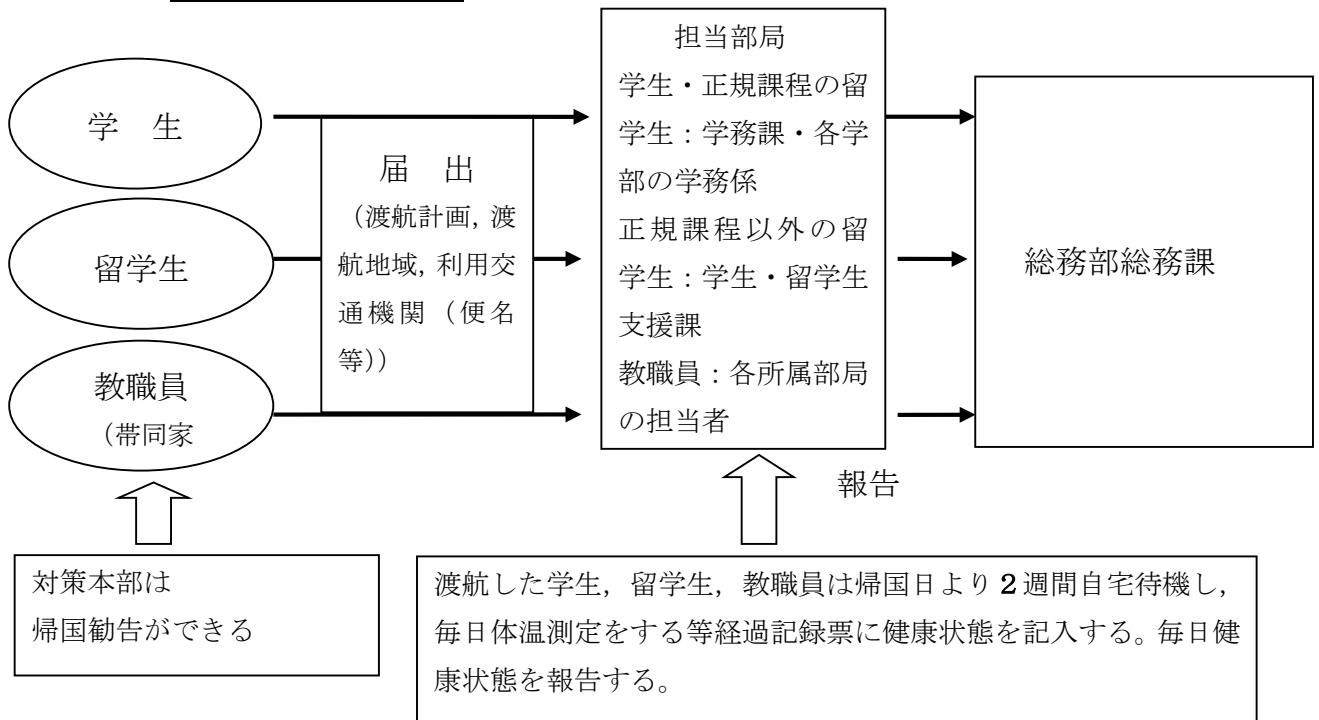 学　生
留学生
教職員
（帯同家
届　出
（渡航計画, 渡
航地域, 利用交
通機関（便名
等））
担当部局
学生・正規課程の留
学生：学務課・各学
部の学務係
正規課程以外の留
学生：学生・留学生
支援課
教職員：各所属部局
の担当者
総務部総務課
報告
対策本部は
帰国勧告ができる
渡航した学生，留学生，教職員は帰国日より２週間自宅待機し，
毎日体温測定をする等経過記録票に健康状態を記入する。毎日健
康状態を報告する。